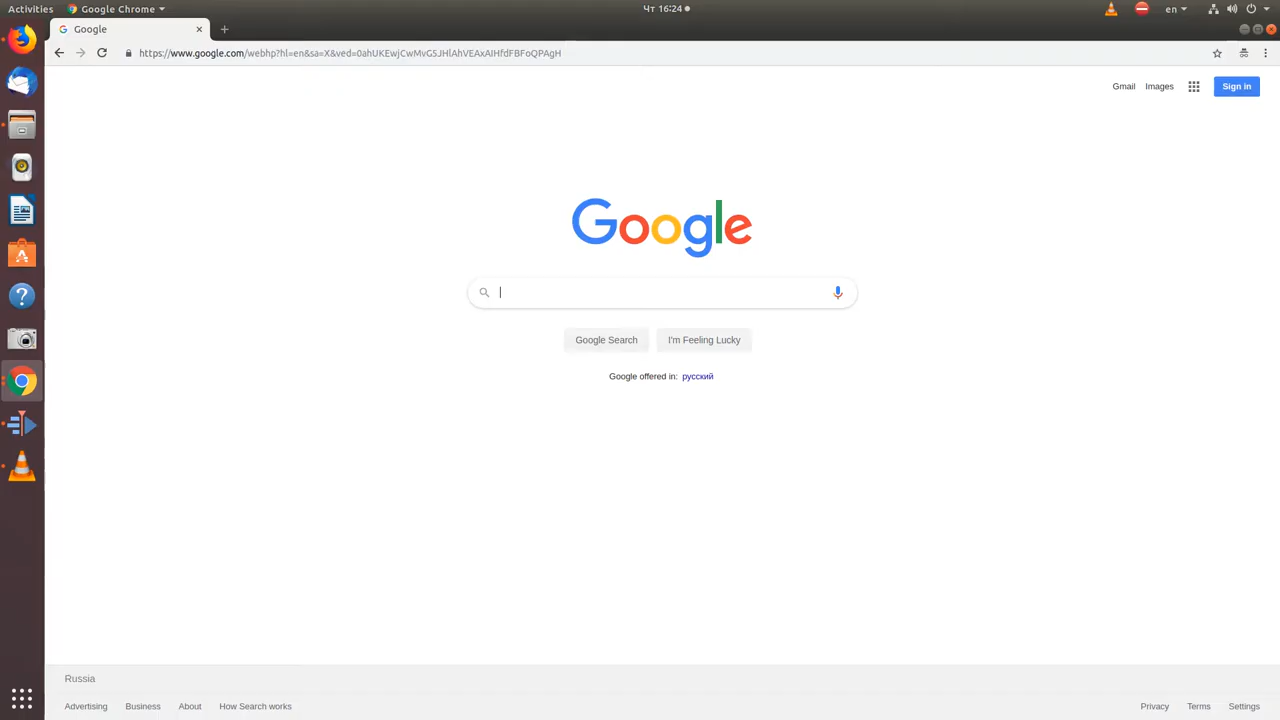 Activities Google Chrome Чт 16:24 en
Google
https://www.google.com/webhp?hl=en&sa=X&ved=0ahUKEwjCwMvG5JHlAhVEAxAIHfdFBFoQPAgH
Gmail Images Sign in
Google
Google Search I'm Feeling Lucky
Google offered in: русский
Russia
Advertising Business About How Search works Privacy Terms Settings